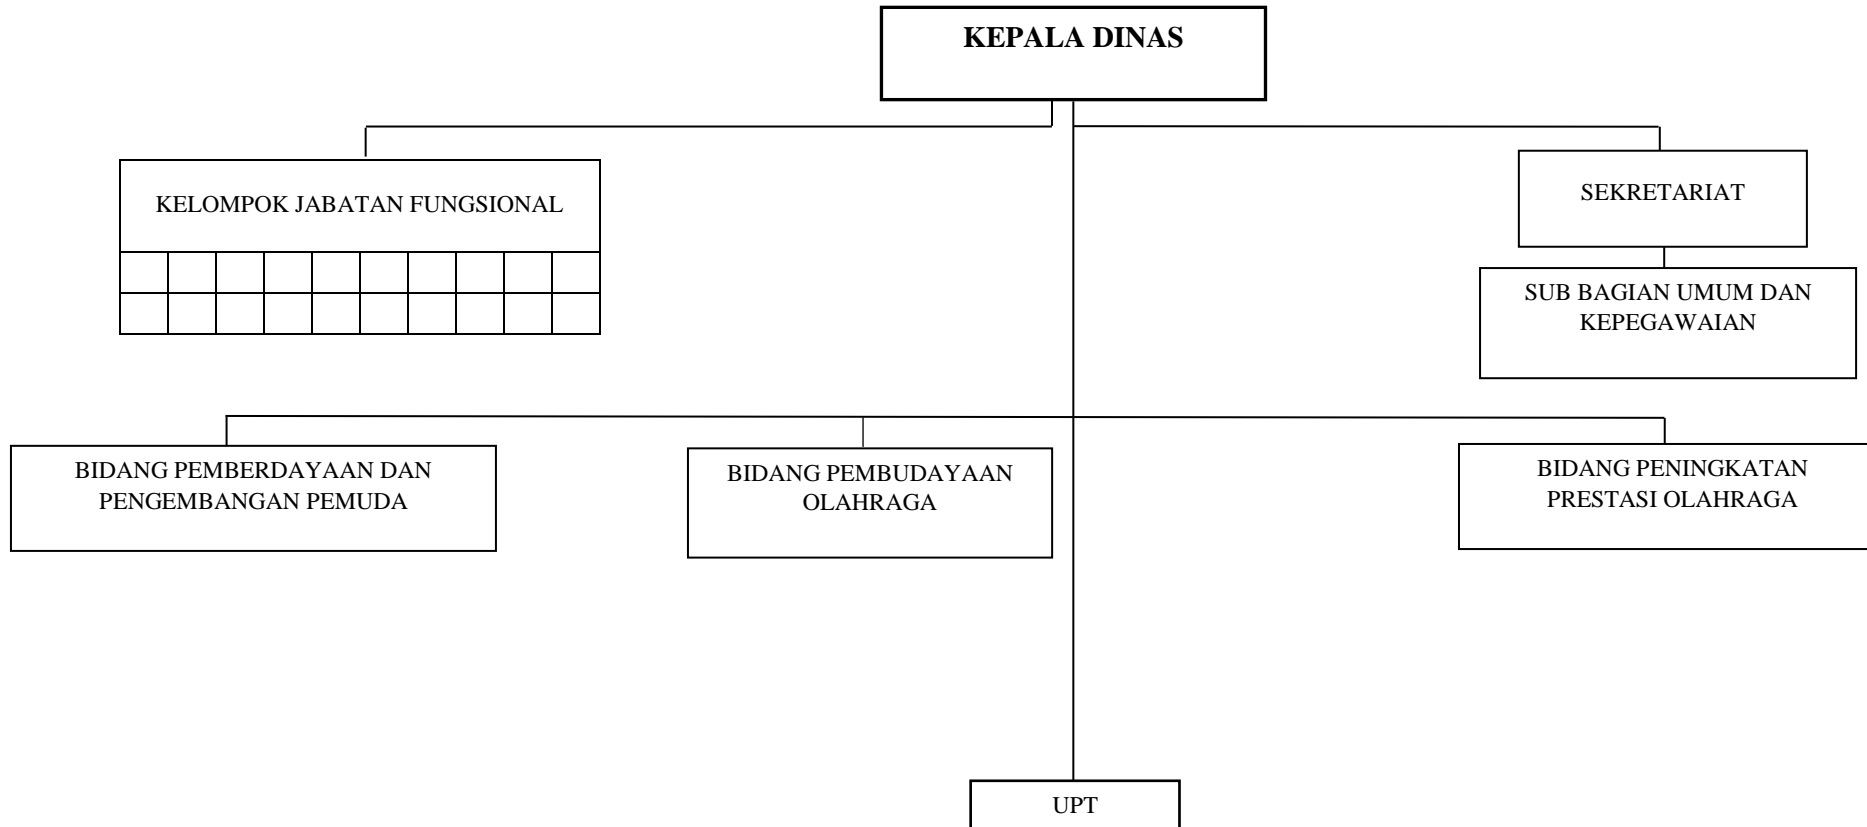 KEPALA DINAS
KELOMPOK JABATAN FUNGSIONAL
SEKRETARIAT
SUB BAGIAN UMUM DAN
KEPEGAWAIAN
BIDANG PEMBERDAYAAN DAN
PENGEMBANGAN PEMUDA
BIDANG PEMBUDAYAAN
OLAHRAGA
BIDANG PENINGKATAN
PRESTASI OLAHRAGA
UPT